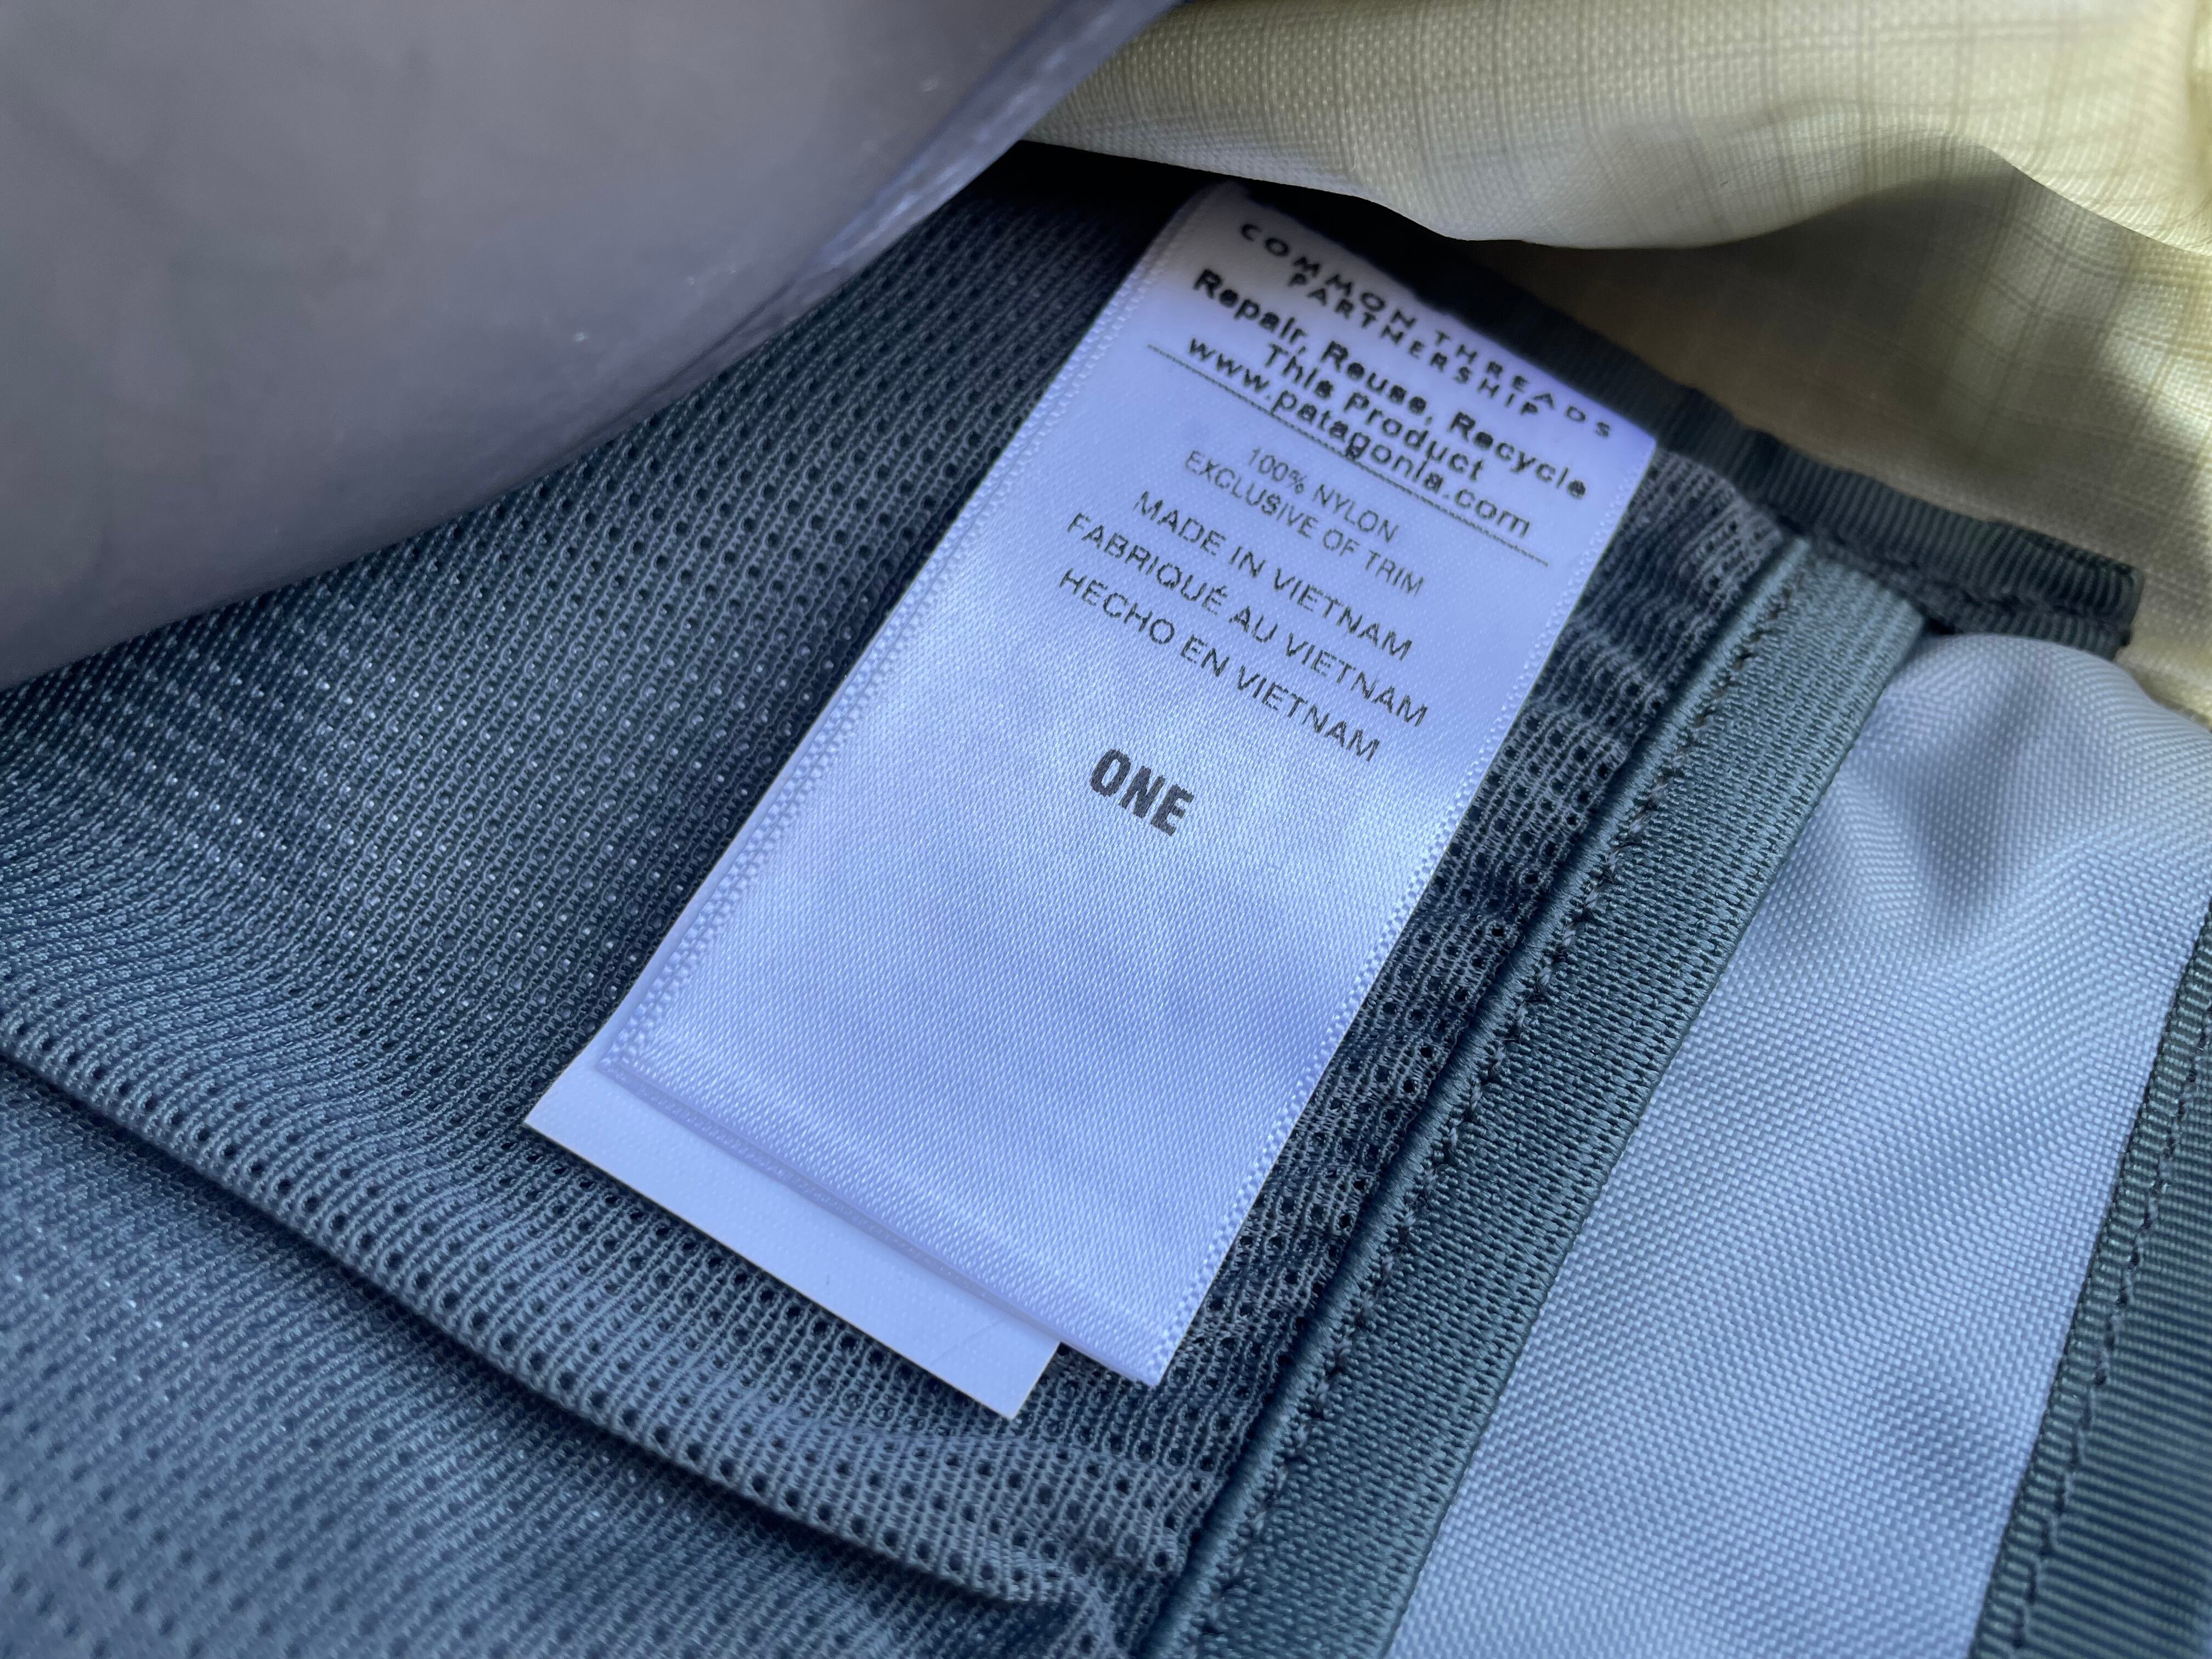 COMMON THREADS
PARTNERSHIP
Repair, Reuse, Recycle
This Product
www.patagonia.com
100% NYLON
EXCLUSIVE OF TRIM
MADE IN VIETNAM
FABRIQUÉ AU VIETNAM
HECHO EN VIETNAM
ONE